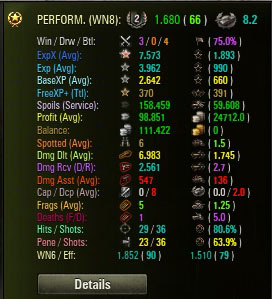 PERFORM. (WN8): 2 1.680 ( 66 ) 8.2
Win / Drw / Btl: 3 / 0 / 4 ( 75.0% )
ExpX (Avg): 7.573 ( 1.893 )
Exp (Avg): 3.962 ( 990 )
BaseXP (Avg): 2.642 ( 660 )
FreeXP+ (Ttl): 370 ( 391 )
Spoils (Service): 158.459 ( 59.608 )
Profit (Avg): 98.851 ( 24712.0 )
Balance: 111.422 ( 0 )
Spotted (Avg): 6 ( 1.5 )
Dmg Dlt (Avg): 6.983 ( 1.745 )
Dmg Rcv (D/R): 2.561 ( 2.7 )
Dmg Asst (Avg): 547 ( 136 )
Cap / Dcp (Avg): 0 / 8 ( 0.0 / 2.0 )
Frags (Avg): 5 ( 1.25 )
Deaths (F/D): 1 ( 5.0 )
Hits / Shots: 29 / 36 ( 80.6% )
Pene / Shots: 23 / 36 ( 63.9% )
WN6 / Eff: 1.852 ( 90 ) 1.510 ( 79 )
Details